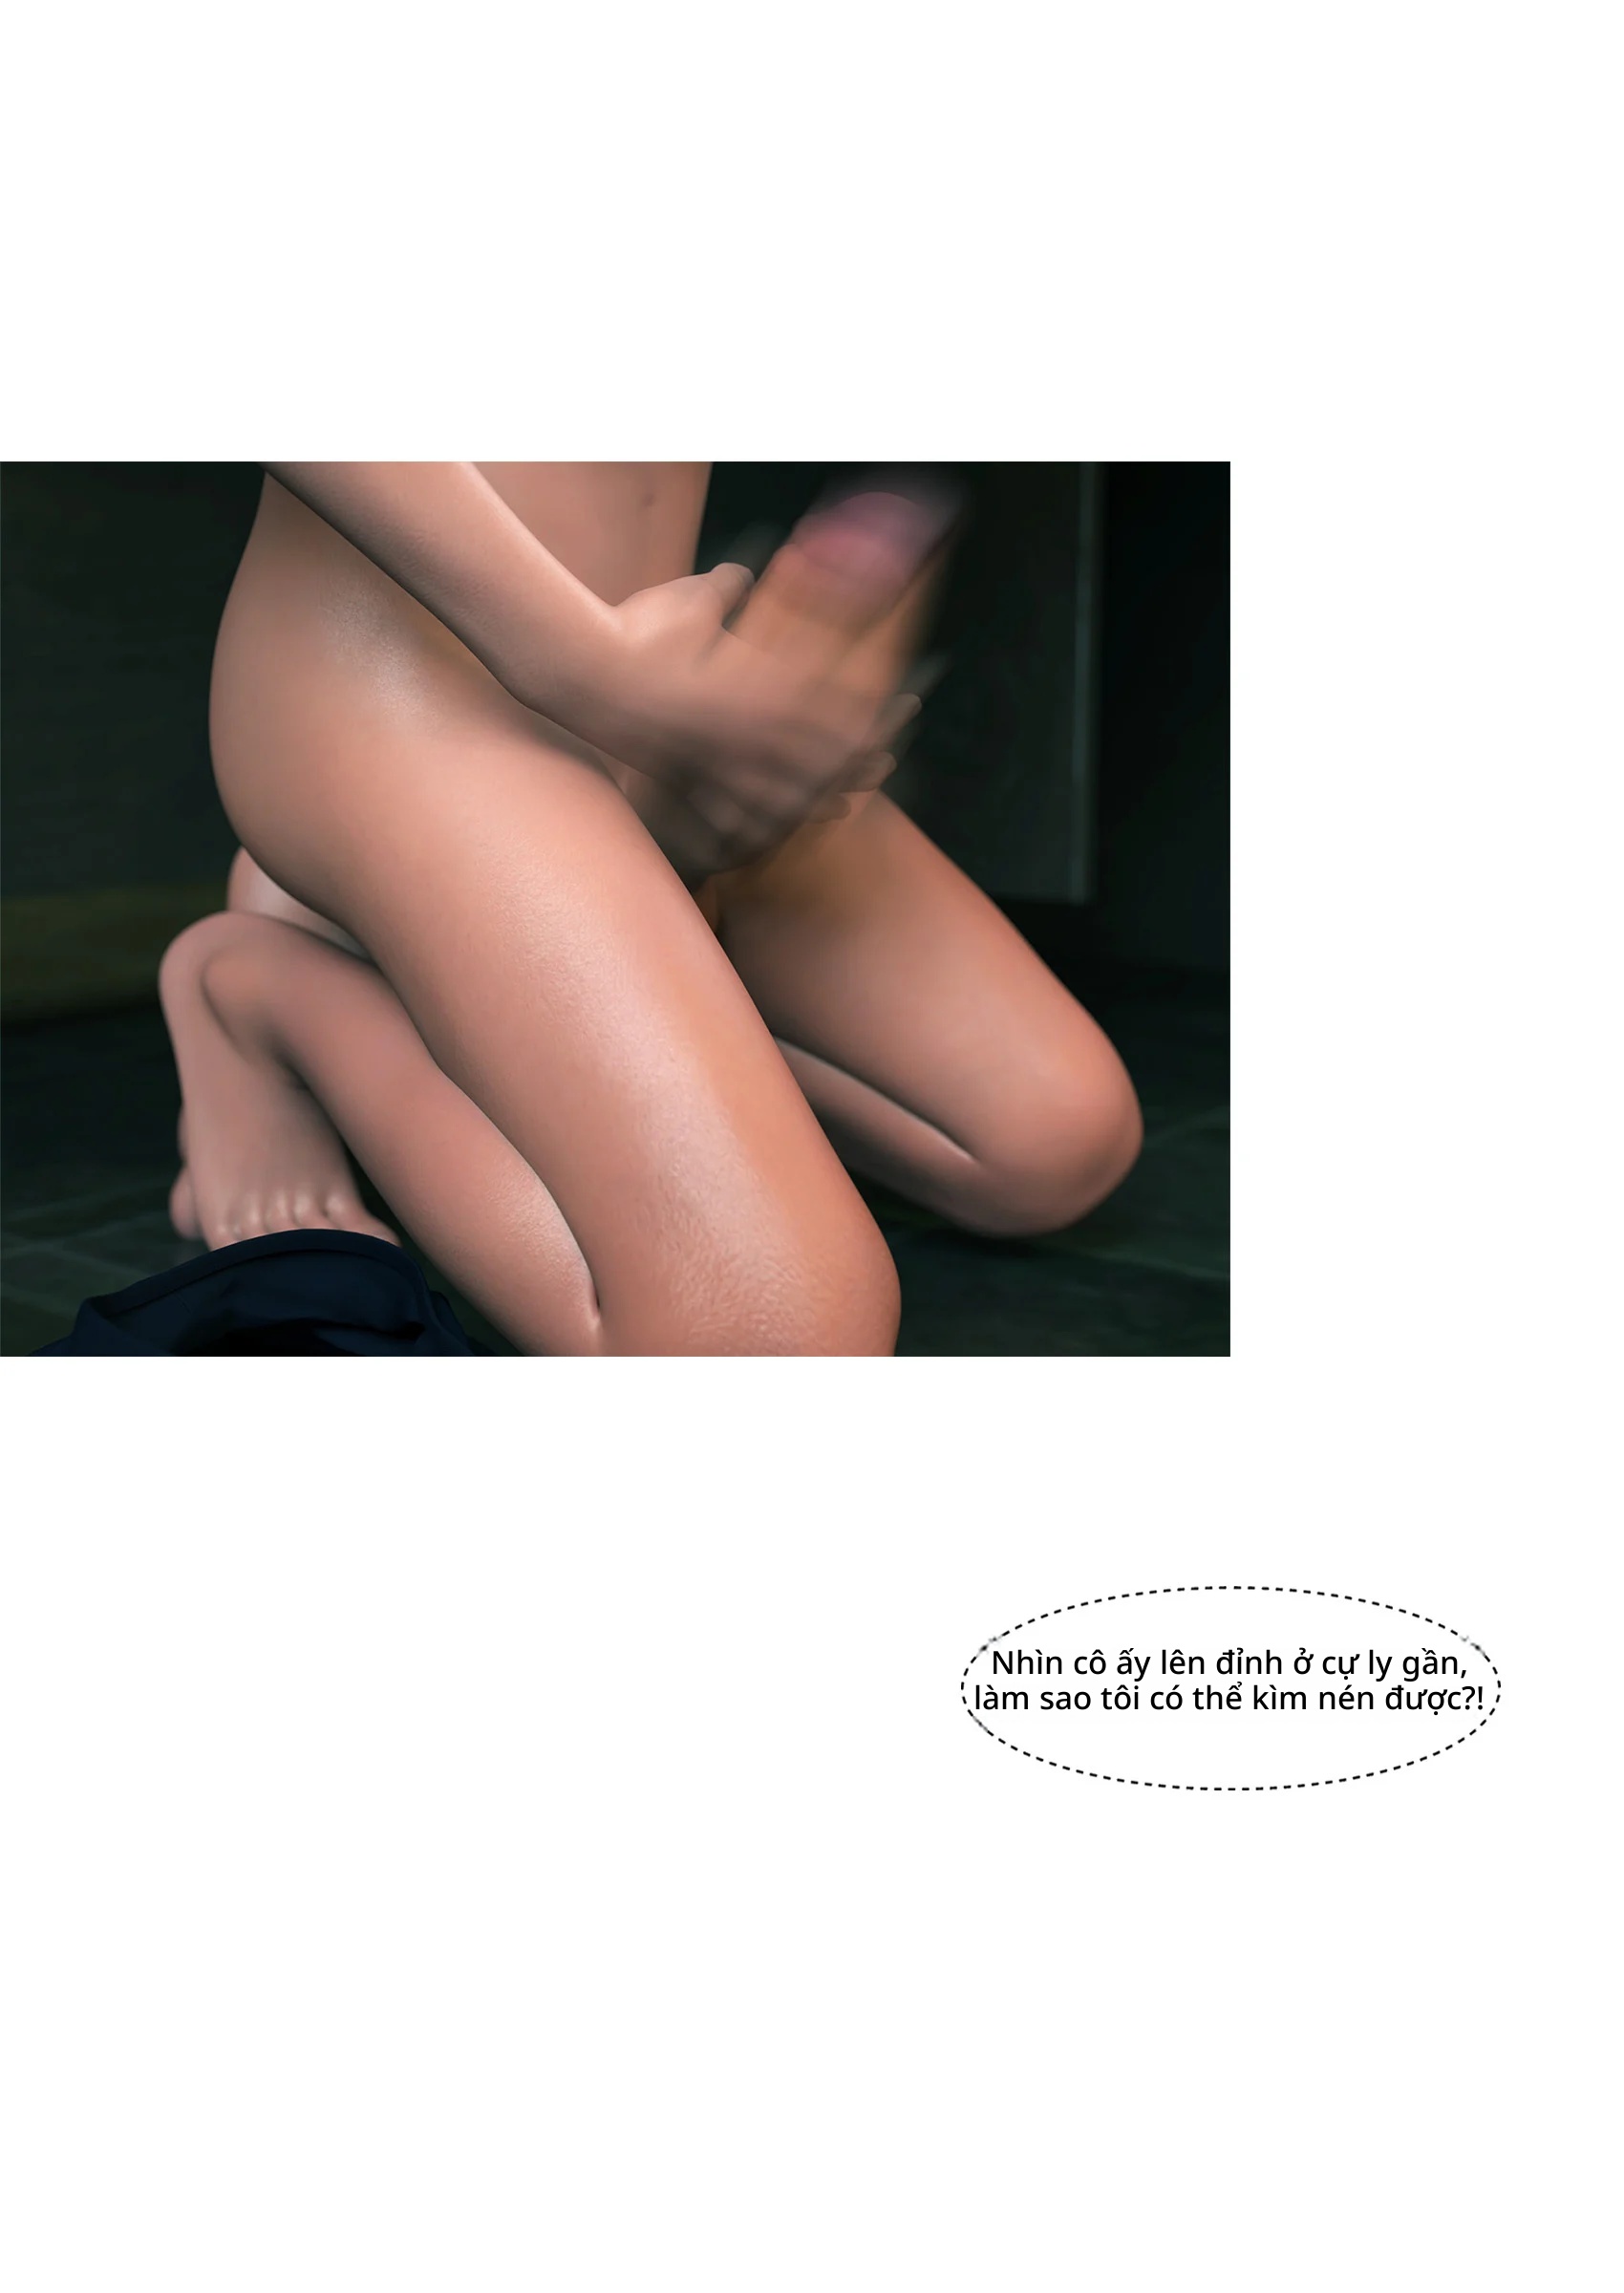 Nhìn cô ấy lên đỉnh ở cự ly gần,
làm sao tôi có thể kìm nén được?!